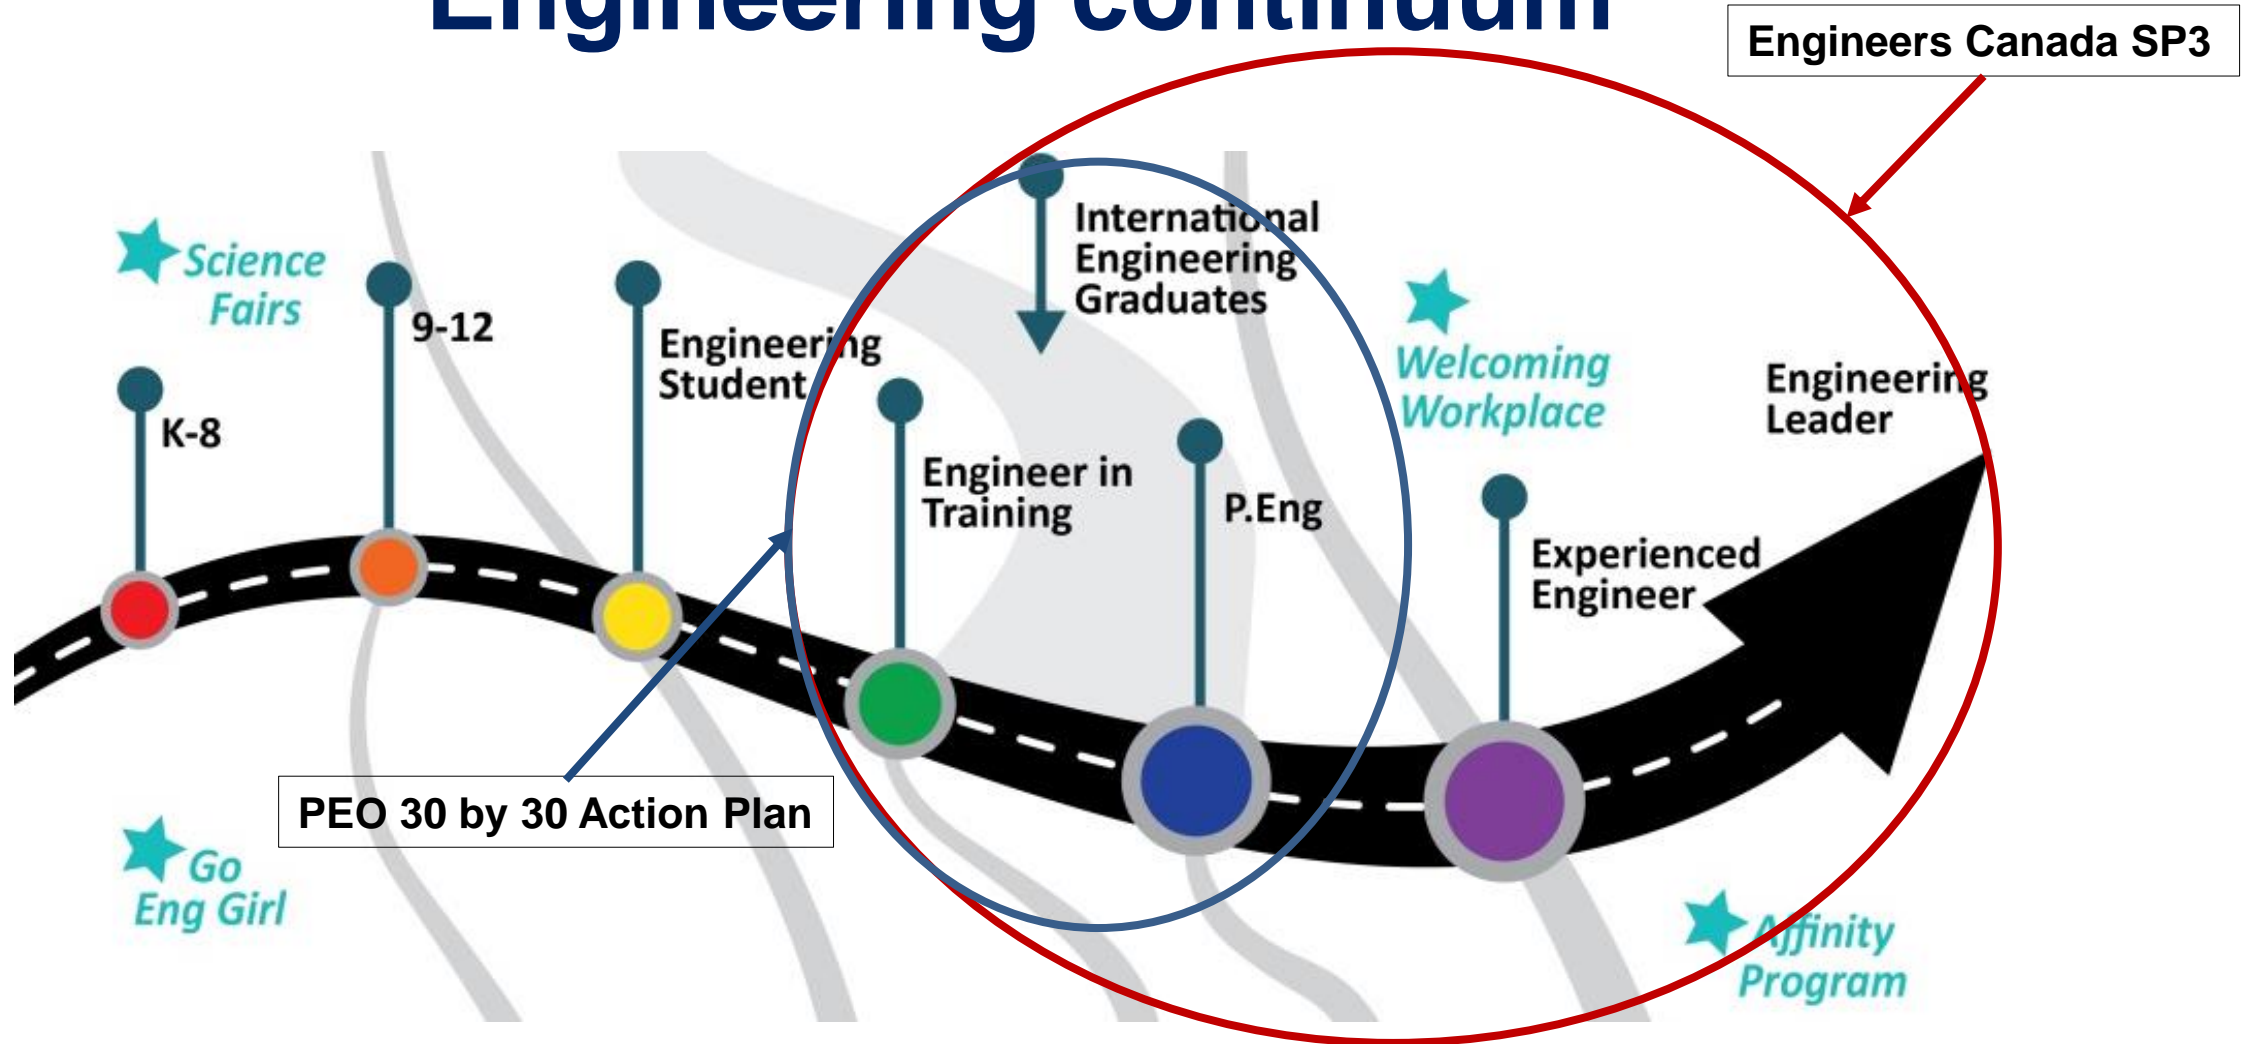 Engineering continuum
Engineers Canada SP3
Science
Fairs
K-8
9-12
Engineering
Student
International
Engineering
Graduates
Engineer in
Training
P.Eng
Welcoming
Workplace
Experienced
Engineer
Engineering
Leader
PEO 30 by 30 Action Plan
Go
Eng Girl
Affinity
Program